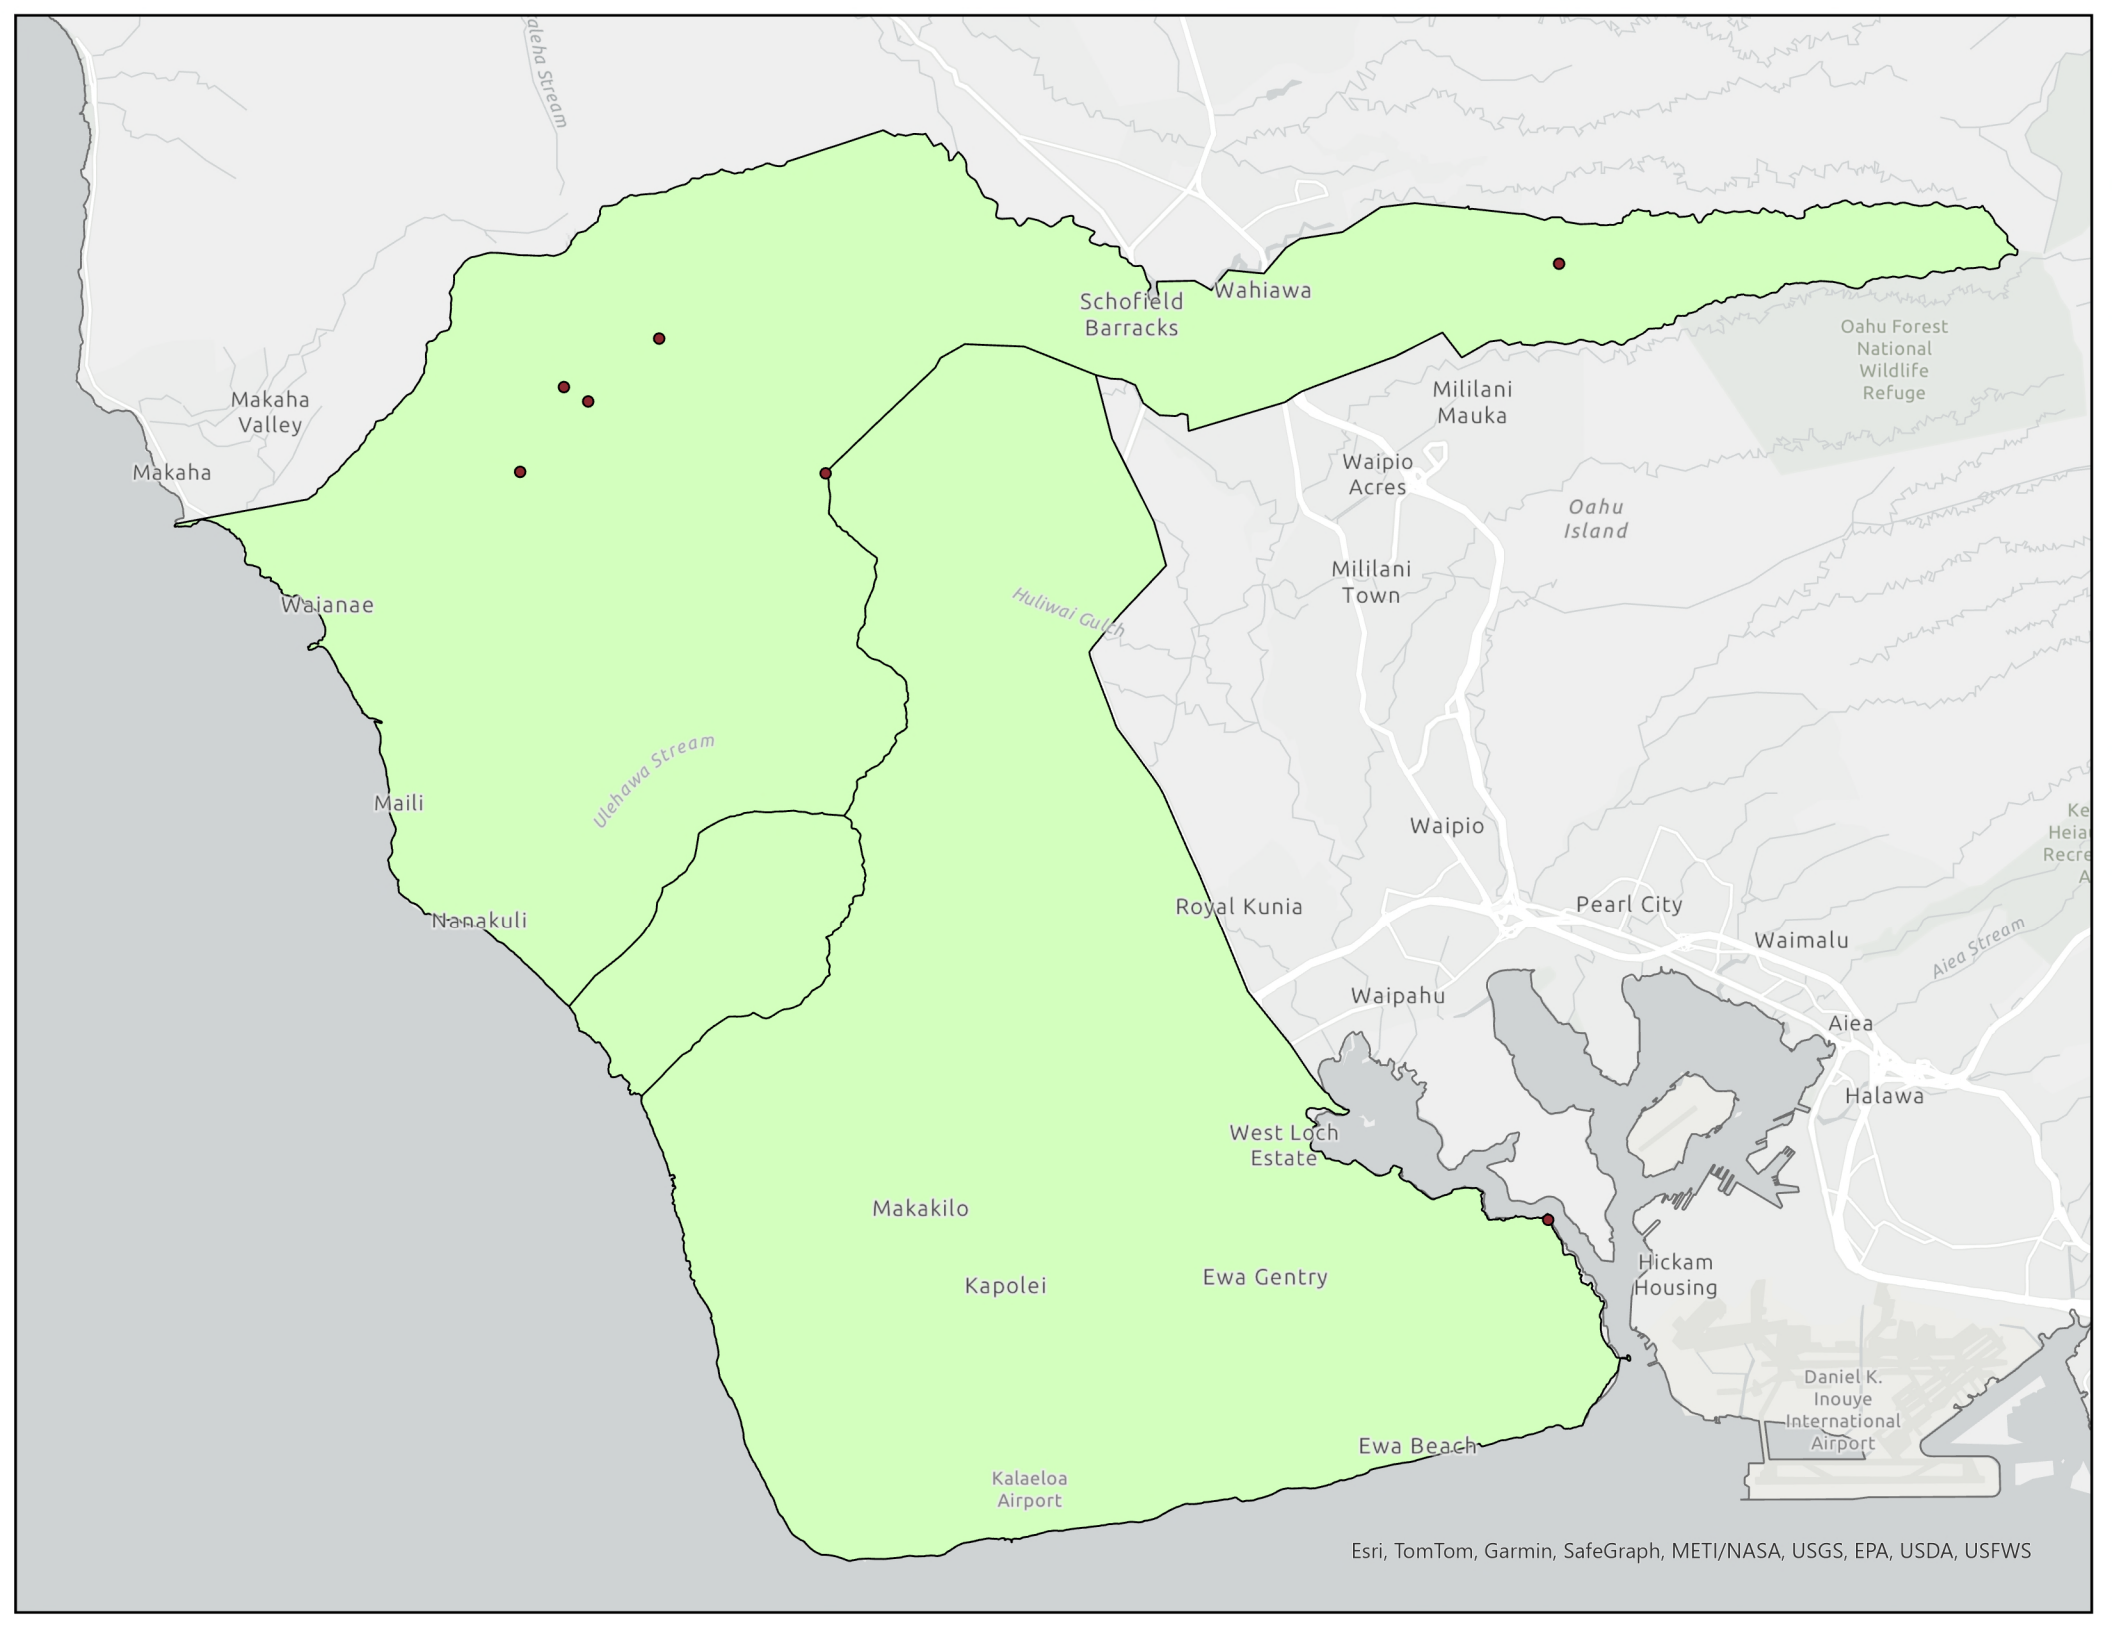 aleha Stream
Schofield
Barracks
Wahiawa
Oahu Forest
National
Wildlife
Refuge
Makaha
Valley
Mililani
Mauka
Makaha
Waipio
Acres
Oahu
Island
Mililani
Town
Huliwai Gulch
Waianae
Ulehawa Stream
Maili
Waipio
Ke
Heiau
Recre
A
Nanakuli
Royal Kunia
Pearl City
Waimalu
Aiea Stream
Waipahu
Aiea
Halawa
West Loch
Estate
Makakilo
Kapolei
Ewa Gentry
Hickam
Housing
Daniel K.
Inouye
International
Airport
Ewa Beach
Kalaeloa
Airport
Esri, TomTom, Garmin, SafeGraph, METI/NASA, USGS, EPA, USDA, USFWS